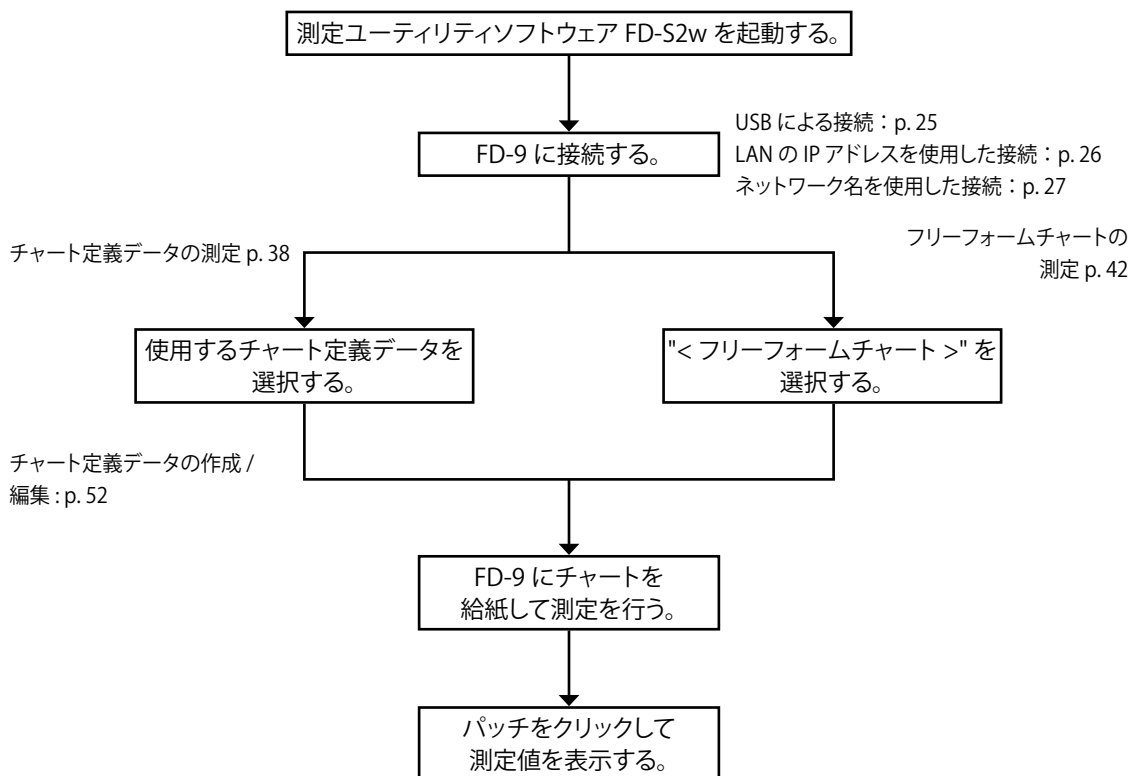 測定ユーティリティソフトウェア FD-S2w を起動する。
FD-9 に接続する。
USB による接続：p. 25
LAN の IP アドレスを使用した接続：p. 26
ネットワーク名を使用した接続：p. 27
チャート定義データの測定 p. 38
フリーフォームチャートの
測定 p. 42
使用するチャート定義データを
選択する。
"< フリーフォームチャート >" を
選択する。
チャート定義データの作成 /
編集 : p. 52
FD-9 にチャートを
給紙して測定を行う。
パッチをクリックして
測定値を表示する。